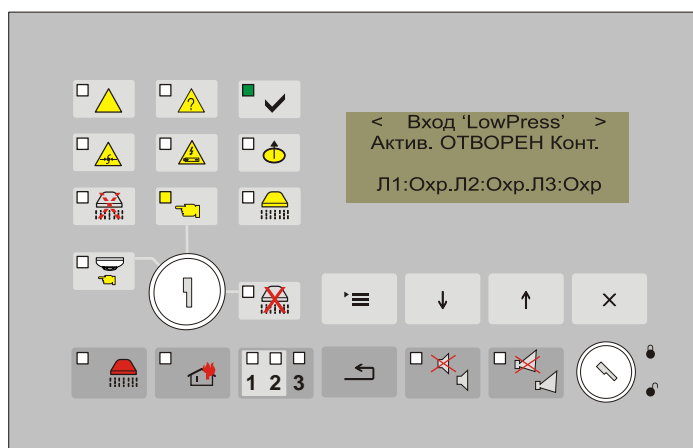 ?
< Вход 'LowPress' >
Актив. ОТВОРЕН Конт.
Л1:Охр.Л2:Охр.Л3:Охр
1 2 3